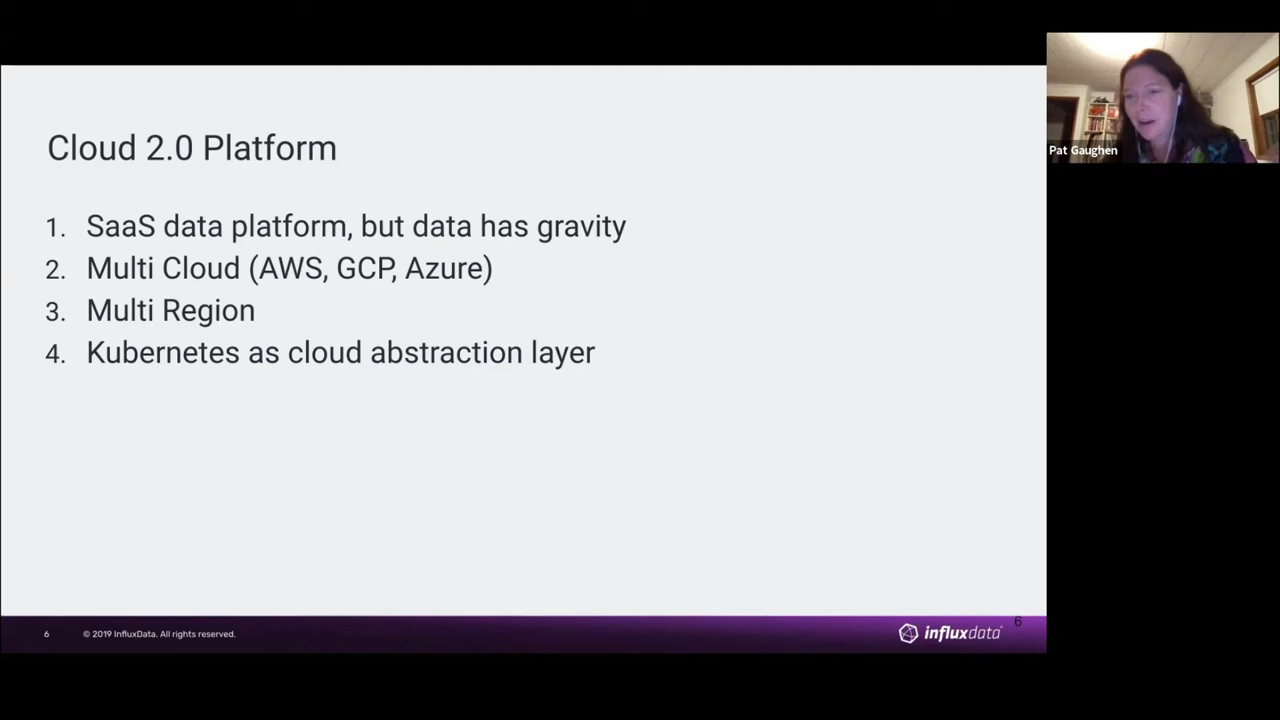 Cloud 2.0 Platform
1. SaaS data platform, but data has gravity
2. Multi Cloud (AWS, GCP, Azure)
3. Multi Region
4. Kubernetes as cloud abstraction layer
6 © 2019 InfluxData. All rights reserved.
influxdata
6
Pat Gaughen